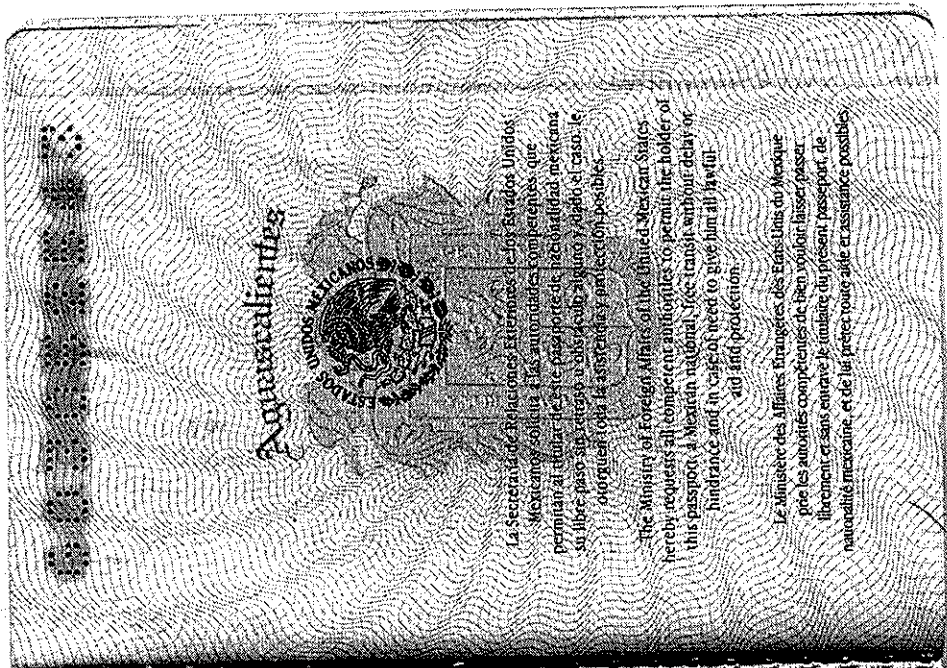 Aguascalientes
ESTADOS UNIDOS MEXICANOS
La Secretaría de Relaciones Exteriores de los Estados Unidos
Mexicanos solicita a las autoridades competentes que
permitan al titular de este pasaporte de nacionalidad mexicana
su libre paso sin retraso u obstáculo alguno y dado el caso, le
otorguen toda la asistencia y protección posibles.
The Ministry of Foreign Affairs of the United Mexican States
hereby requests all competent authorities to permit the holder of
this passport, a Mexican national, free transit without delay or
hindrance and in case of need to give him all lawful
aid and protection.
Le Ministère des Affaires Étrangères des États Unis du Mexique
prie les autorités compétentes de bien vouloir laisser passer
librement et sans entrave le titulaire du présent passeport, de
nationalité mexicaine, et de lui prêter toute aide et assistance possibles.